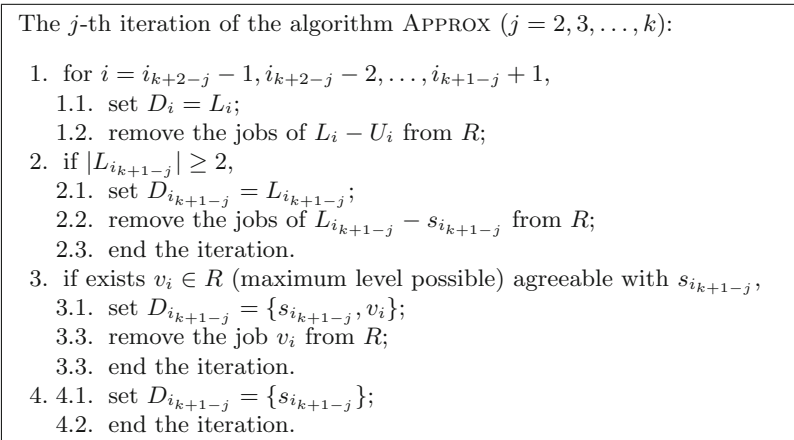 The j-th iteration of the algorithm APPROX (j = 2, 3, . . . , k):
1. for i = i_{k+2−j} − 1, i_{k+2−j} − 2, . . . , i_{k+1−j} + 1,
1.1. set D_i = L_i;
1.2. remove the jobs of L_i − U_i from R;
2. if |L_{i_{k+1−j}}| ≥ 2,
2.1. set D_{i_{k+1−j}} = L_{i_{k+1−j}};
2.2. remove the jobs of L_{i_{k+1−j}} − s_{i_{k+1−j}} from R;
2.3. end the iteration.
3. if exists v_i ∈ R (maximum level possible) agreeable with s_{i_{k+1−j}},
3.1. set D_{i_{k+1−j}} = {s_{i_{k+1−j}}, v_i};
3.3. remove the job v_i from R;
3.3. end the iteration.
4. 4.1. set D_{i_{k+1−j}} = {s_{i_{k+1−j}}};
4.2. end the iteration.